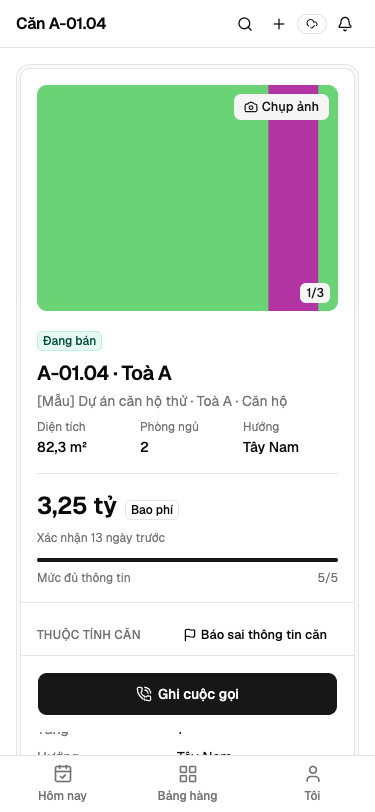 Căn A-01.04
Chụp ảnh
1/3
Đang bán
A-01.04 · Toà A
[Mẫu] Dự án căn hộ thử · Toà A · Căn hộ
Diện tích Phòng ngủ Hướng
82,3 m² 2 Tây Nam
3,25 tỷ Bao phí
Xác nhận 13 ngày trước
Mức đủ thông tin 5/5
THUỘC TÍNH CĂN Báo sai thông tin căn
Ghi cuộc gọi
Hôm nay Bảng hàng Tôi